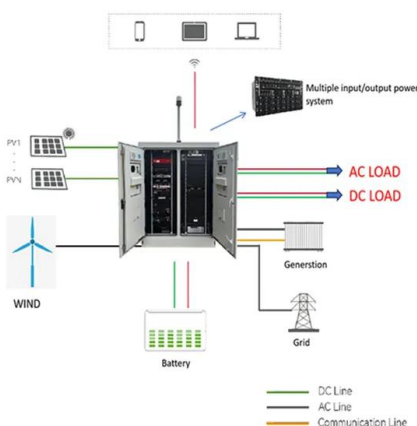 Multiple input/output power
system
PV1
PVN
AC LOAD
DC LOAD
WIND
Generstion
Grid
Battery
DC Line
AC Line
Communication Line